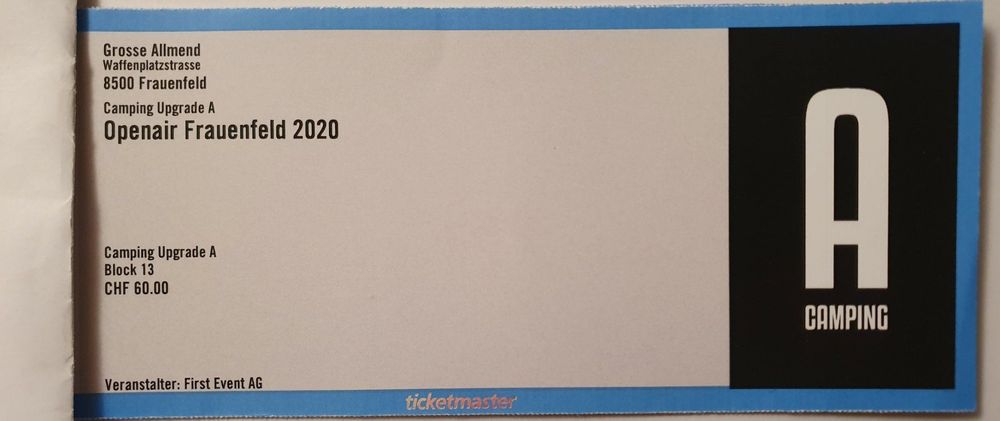 Grosse Allmend
Waffenplatzstrasse
8500 Frauenfeld
Camping Upgrade A
Openair Frauenfeld 2020
Camping Upgrade A
Block 13
CHF 60.00
Veranstalter: First Event AG
ticketmaster
A
CAMPING